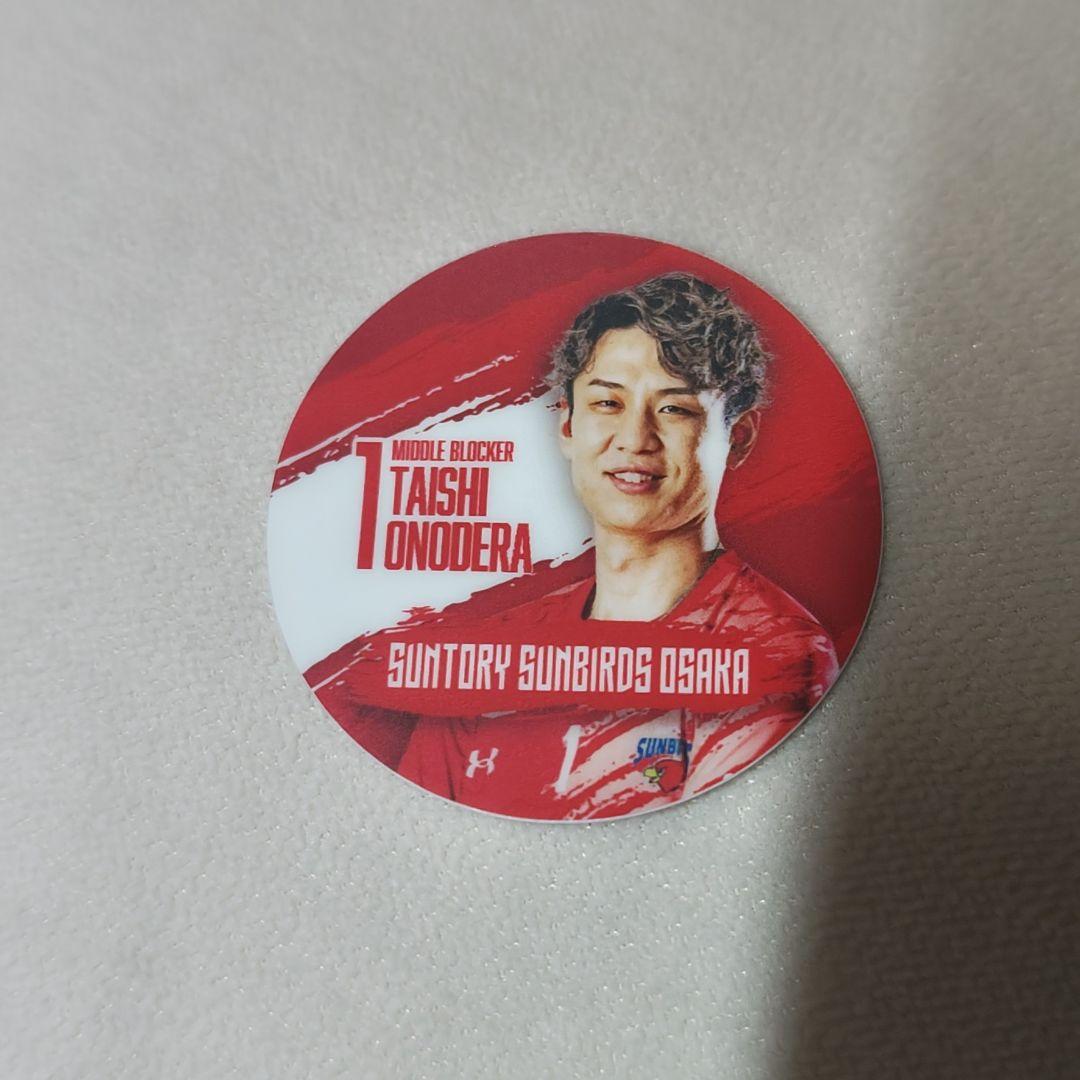 1
MIDDLE BLOCKER
TAISHI
ONODERA
SUNTORY SUNBIRDS OSAKA
1